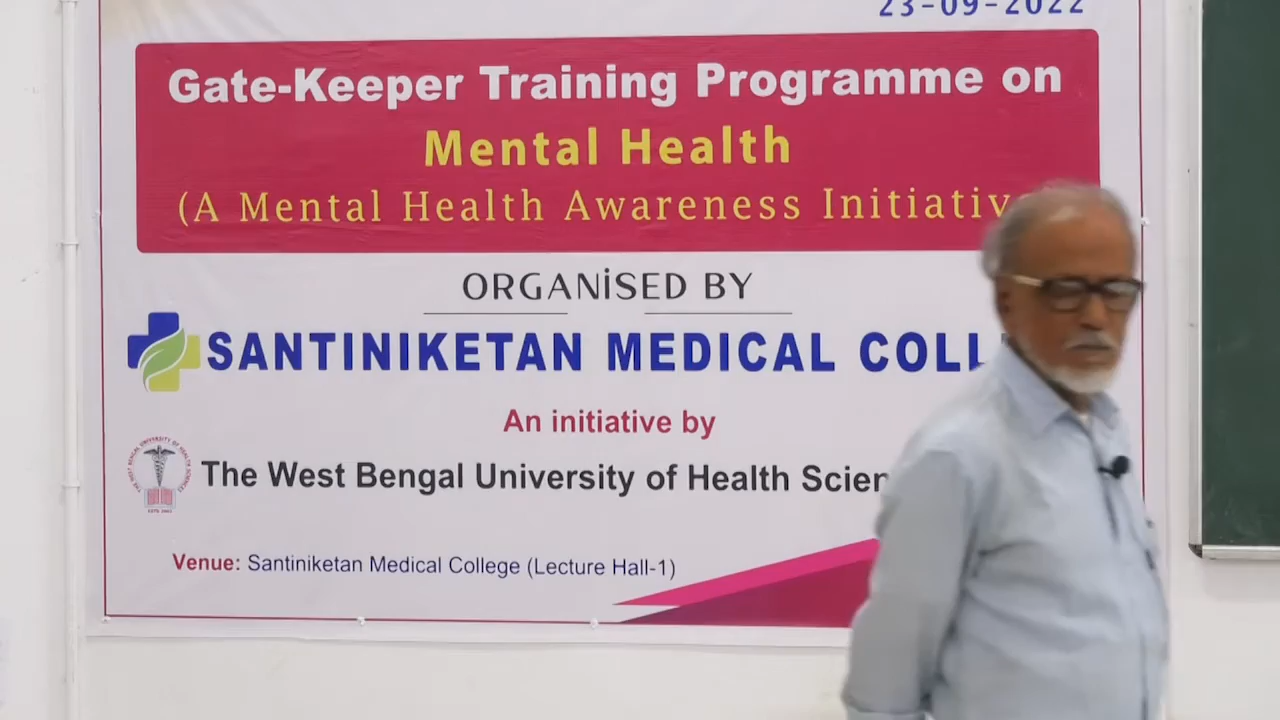 23-09-2022
Gate-Keeper Training Programme on
Mental Health
(A Mental Health Awareness Initiativ
ORGANiSED BY
SANTINIKETAN MEDICAL COLL
An initiative by
The West Bengal University of Health Scien
Venue: Santiniketan Medical College (Lecture Hall-1)